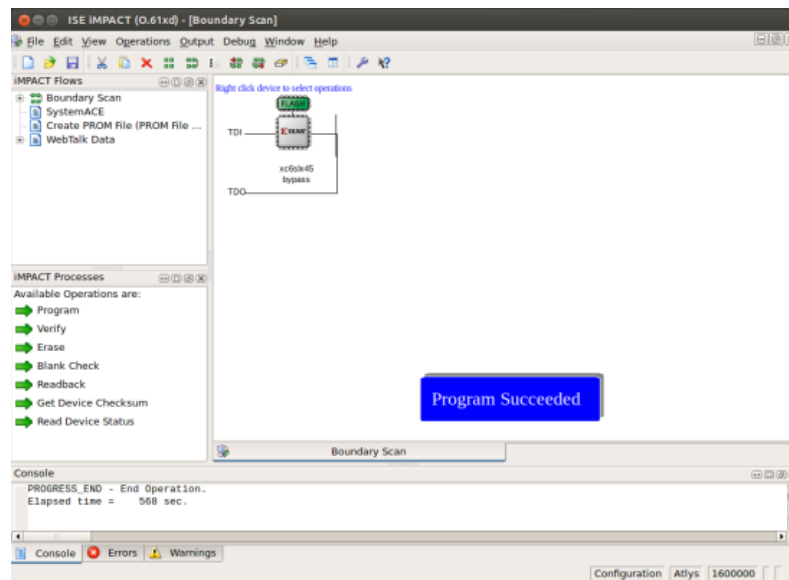 ISE iMPACT (O.61xd) - [Boundary Scan]
File Edit View Operations Output Debug Window Help
iMPACT Flows
Boundary Scan
SystemACE
Create PROM File (PROM File ...
WebTalk Data
Right click device to select operations
FLASH
TDI
XILINX
xc6slx45
bypass
TDO
iMPACT Processes
Available Operations are:
Program
Verify
Erase
Blank Check
Readback
Get Device Checksum
Read Device Status
Program Succeeded
Boundary Scan
Console
PROGRESS_END - End Operation.
Elapsed time =    568 sec.
Console Errors Warnings
Configuration Atlys 1600000